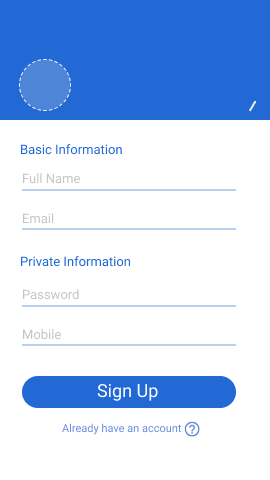 Basic Information
Full Name
Email
Private Information
Password
Mobile
Sign Up
Already have an account ?